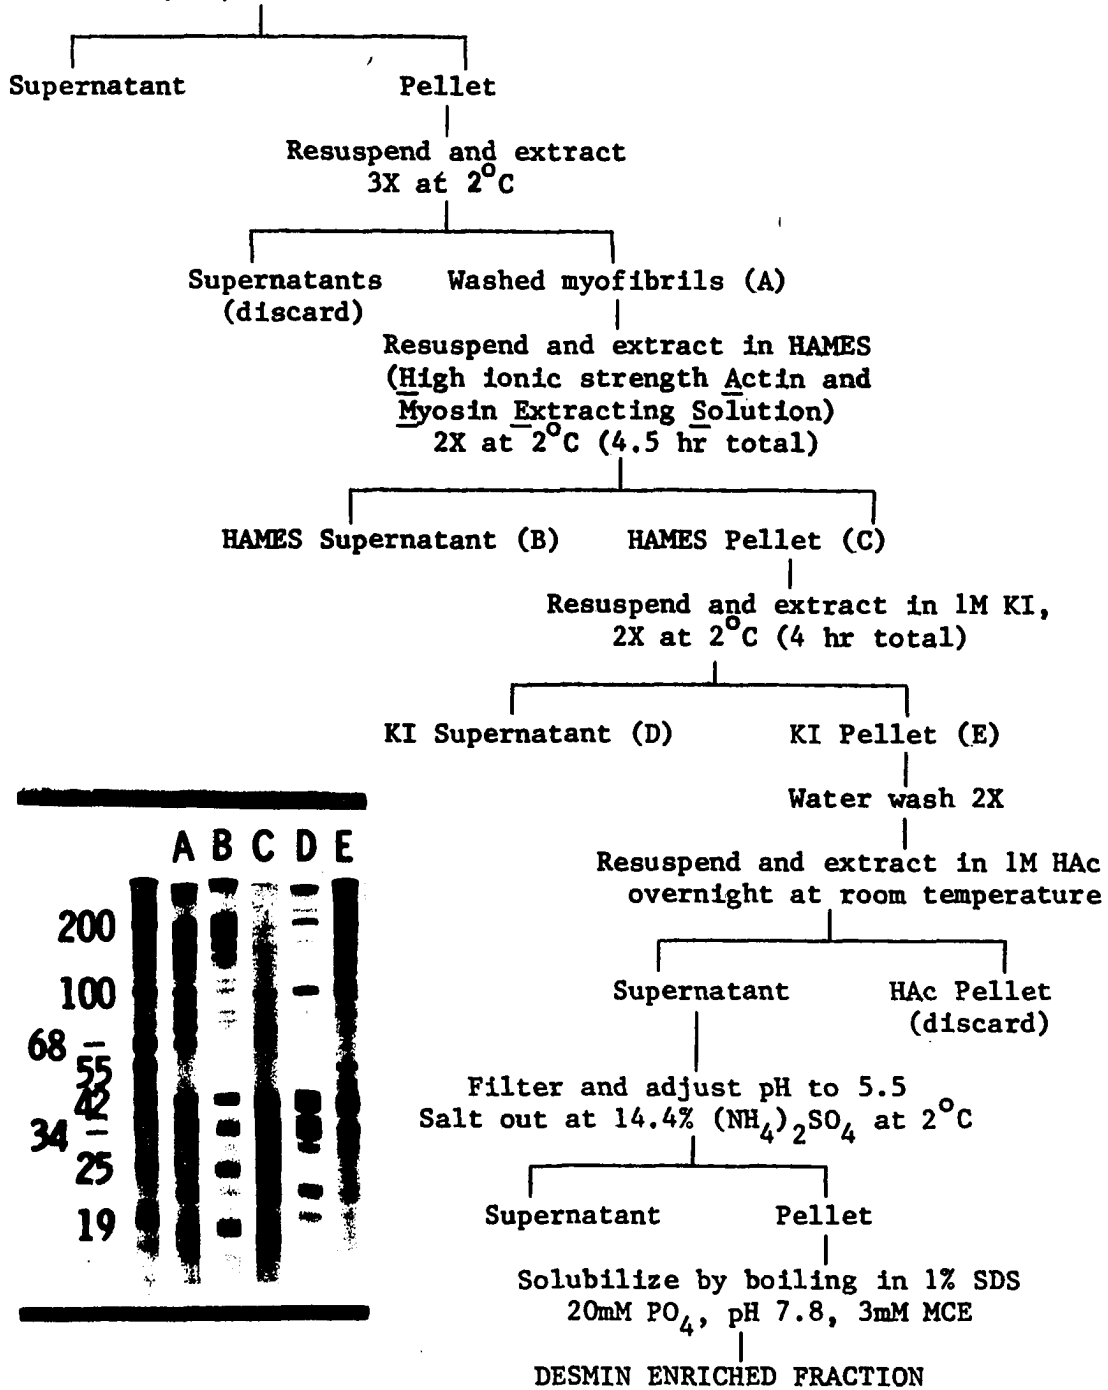 Supernatant Pellet
Resuspend and extract
3X at 2°C
Supernatants Washed myofibrils (A)
(discard)
Resuspend and extract in HAMES
(High ionic strength Actin and
Myosin Extracting Solution)
2X at 2°C (4.5 hr total)
HAMES Supernatant (B) HAMES Pellet (C)
Resuspend and extract in 1M KI,
2X at 2°C (4 hr total)
KI Supernatant (D) KI Pellet (E)
Water wash 2X
Resuspend and extract in 1M HAc
overnight at room temperature
Supernatant HAc Pellet
(discard)
Filter and adjust pH to 5.5
Salt out at 14.4% (NH4)2SO4 at 2°C
Supernatant Pellet
Solubilize by boiling in 1% SDS
20mM PO4, pH 7.8, 3mM MCE
DESMIN ENRICHED FRACTION
A B C D E
200
100
68 –
55
42
34 –
25
19